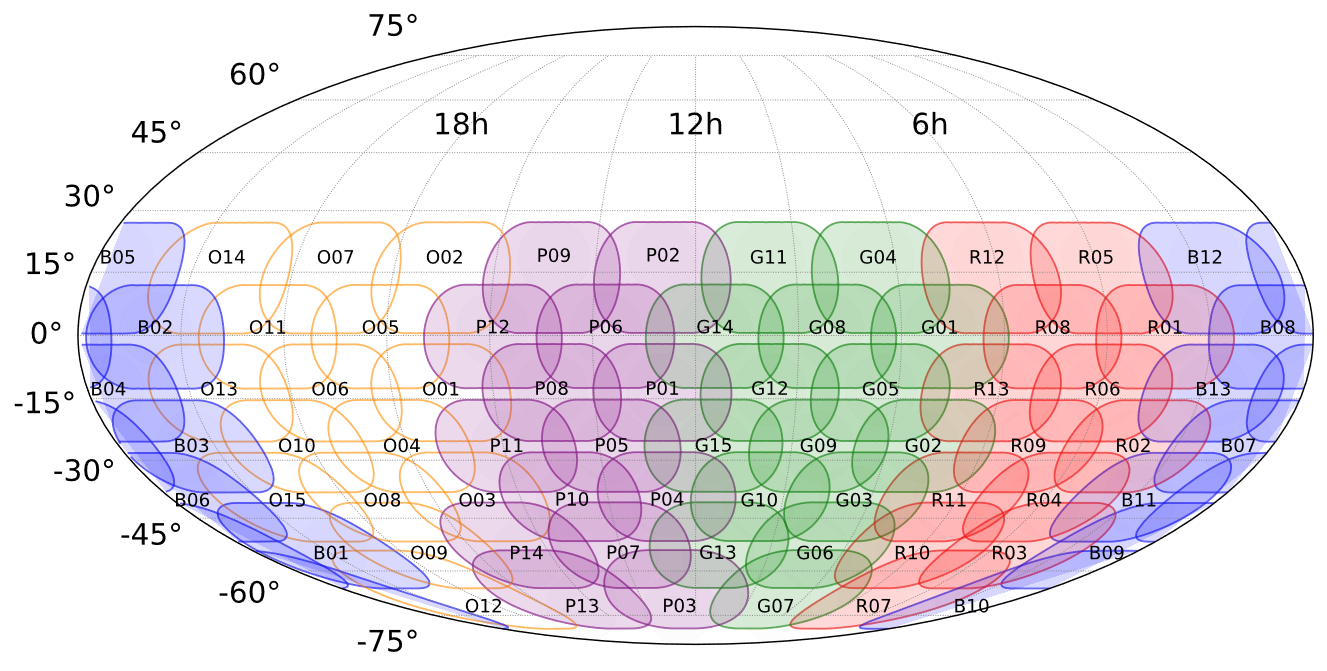 75°
60°
45°
18h 12h 6h
30°
15°
B05 O14 O07 O02 P09 P02 G11 G04 R12 R05 B12
0°
B02 O11 O05 P12 P06 G14 G08 G01 R08 R01 B08
-15°
B04 O13 O06 O01 P08 P01 G12 G05 R13 R06 B13
B03 O10 O04 P11 P05 G15 G09 G02 R09 R02 B07
-30°
B06 O15 O08 O03 P10 P04 G10 G03 R11 R04 B11
-45°
B01 O09 P14 P07 G13 G06 R10 R03 B09
-60°
O12 P13 P03 G07 R07 B10
-75°